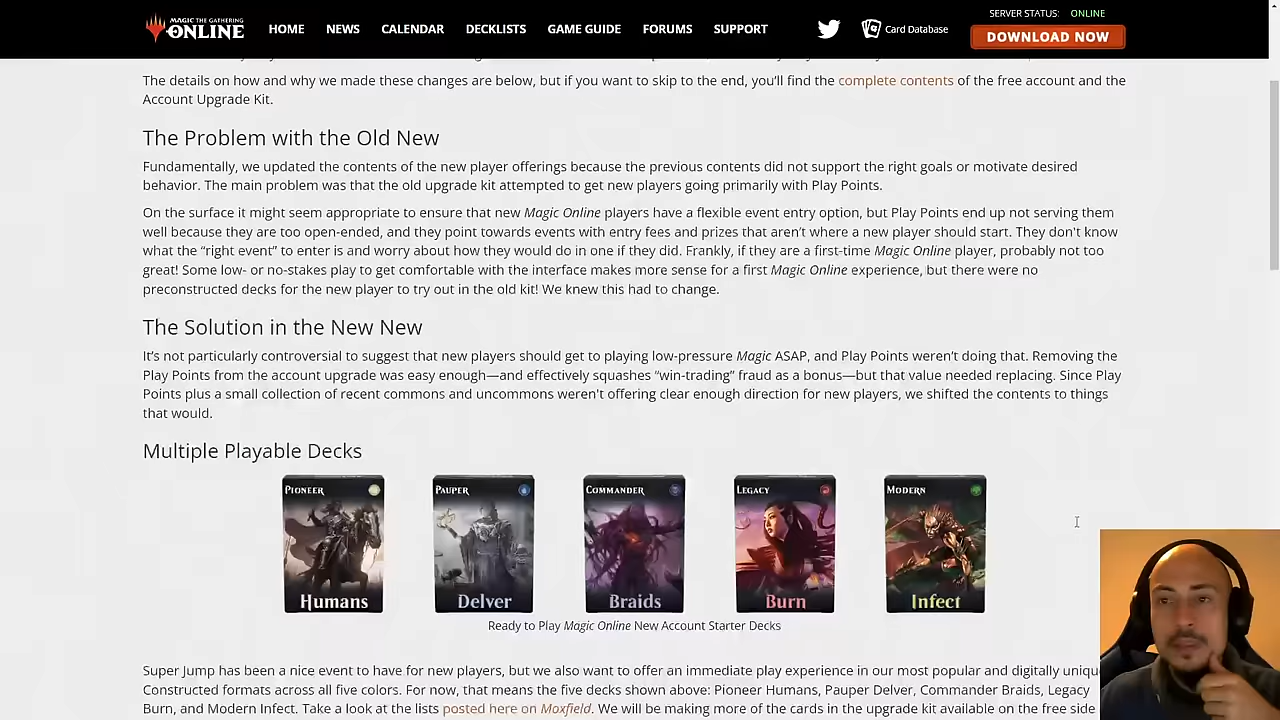 MAGIC THE GATHERING
ONLINE
HOME NEWS CALENDAR DECKLISTS GAME GUIDE FORUMS SUPPORT
Card Database
SERVER STATUS: ONLINE
DOWNLOAD NOW
The details on how and why we made these changes are below, but if you want to skip to the end, you'll find the complete contents of the free account and the
Account Upgrade Kit.
The Problem with the Old New
Fundamentally, we updated the contents of the new player offerings because the previous contents did not support the right goals or motivate desired
behavior. The main problem was that the old upgrade kit attempted to get new players going primarily with Play Points.
On the surface it might seem appropriate to ensure that new Magic Online players have a flexible event entry option, but Play Points end up not serving them
well because they are too open-ended, and they point towards events with entry fees and prizes that aren't where a new player should start. They don't know
what the “right event” to enter is and worry about how they would do in one if they did. Frankly, if they are a first-time Magic Online player, probably not too
great! Some low- or no-stakes play to get comfortable with the interface makes more sense for a first Magic Online experience, but there were no
preconstructed decks for the new player to try out in the old kit! We knew this had to change.
The Solution in the New New
It’s not particularly controversial to suggest that new players should get to playing low-pressure Magic ASAP, and Play Points weren’t doing that. Removing the
Play Points from the account upgrade was easy enough—and effectively squashes “win-trading” fraud as a bonus—but that value needed replacing. Since Play
Points plus a small collection of recent commons and uncommons weren't offering clear enough direction for new players, we shifted the contents to things
that would.
Multiple Playable Decks
PIONEER
Humans
PAUPER
Delver
COMMANDER
Braids
LEGACY
Burn
MODERN
Infect
Ready to Play Magic Online New Account Starter Decks
Super Jump has been a nice event to have for new players, but we also want to offer an immediate play experience in our most popular and digitally uniqu
Constructed formats across all five colors. For now, that means the five decks shown above: Pioneer Humans, Pauper Delver, Commander Braids, Legacy
Burn, and Modern Infect. Take a look at the lists posted here on Moxfield. We will be making more of the cards in the upgrade kit available on the free side